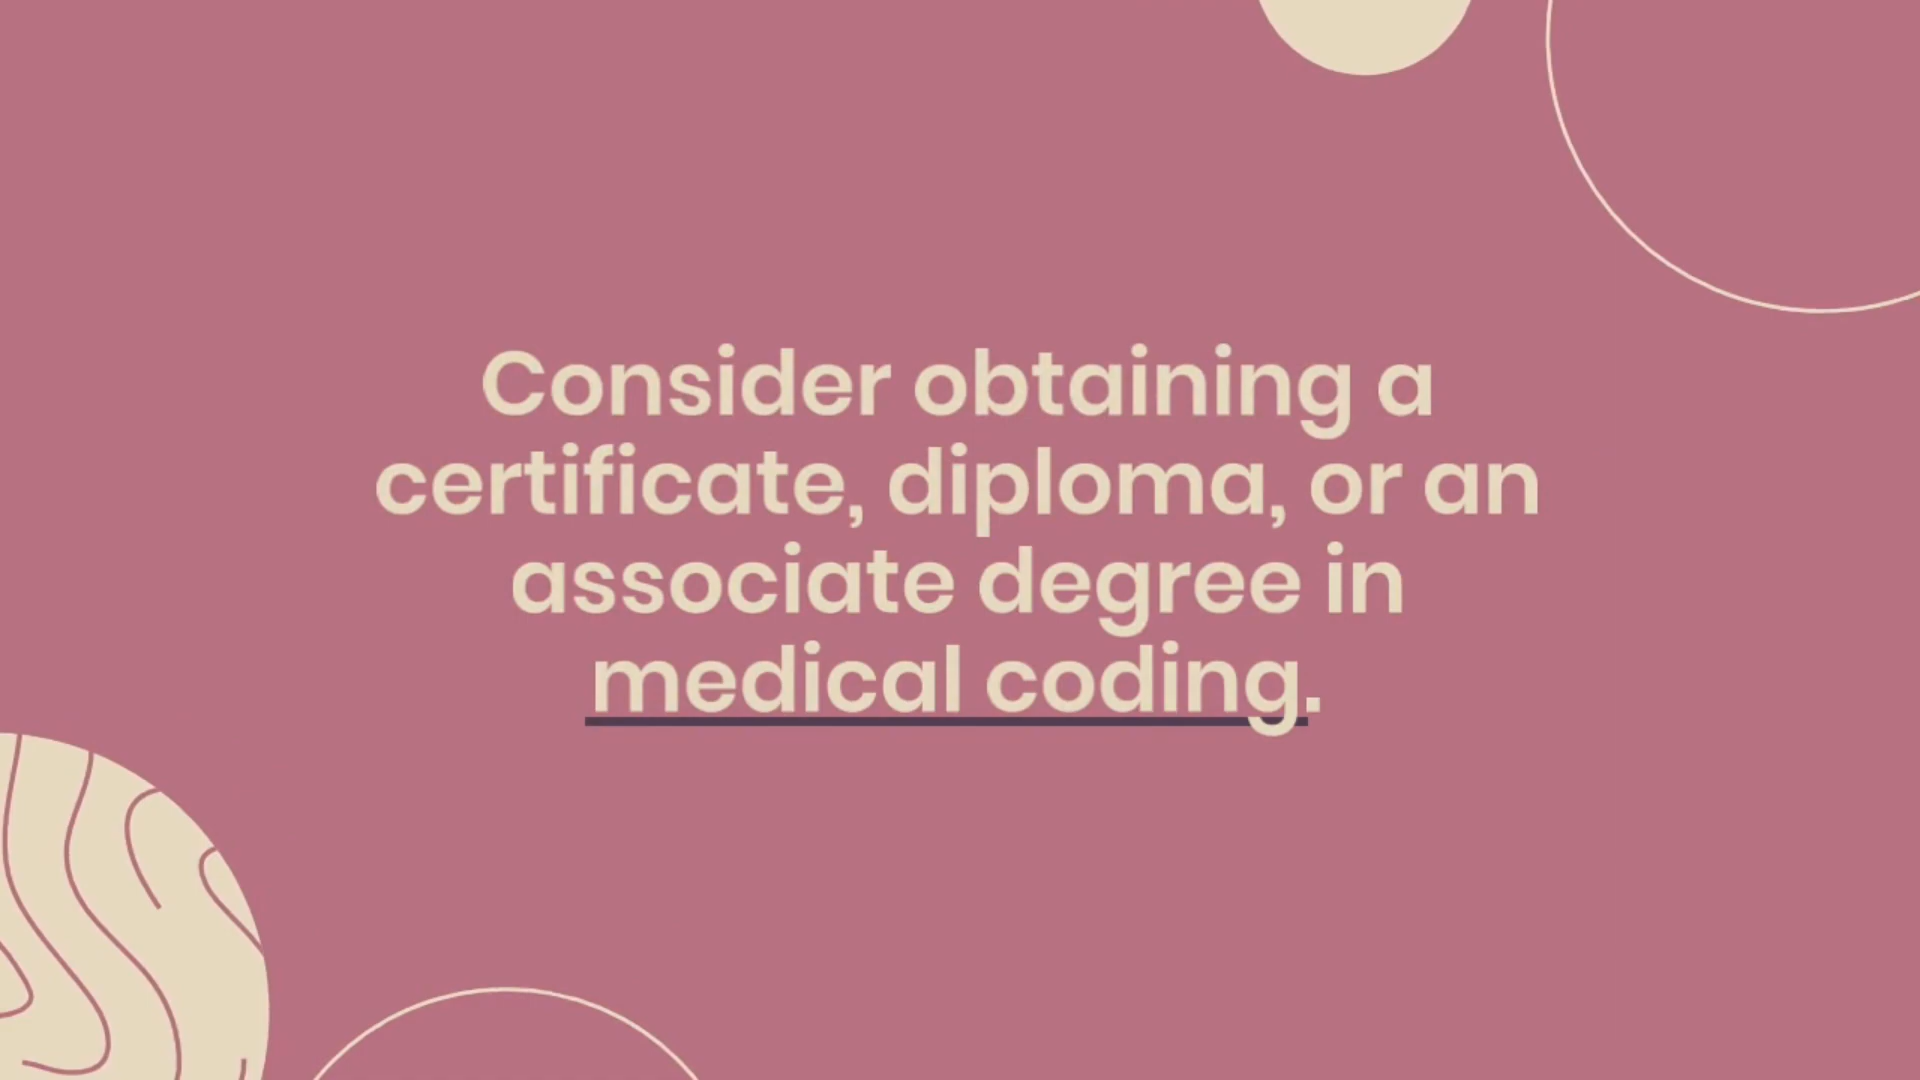 Consider obtaining a
certificate, diploma, or an
associate degree in
medical coding.